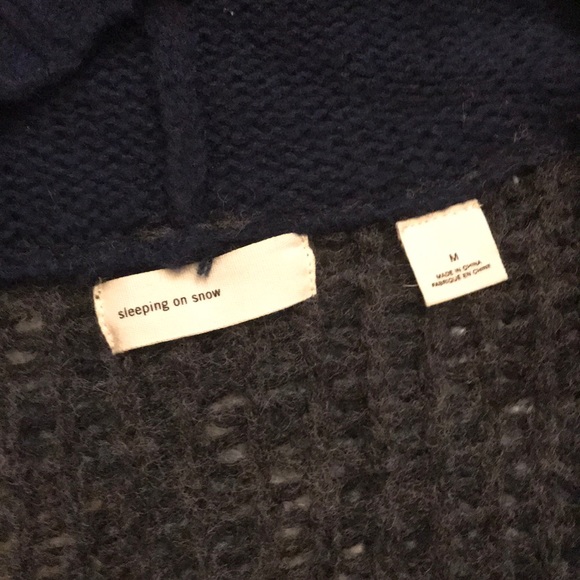 sleeping on snow
M
MADE IN CHINA
FABRIQUÉ EN CHINE